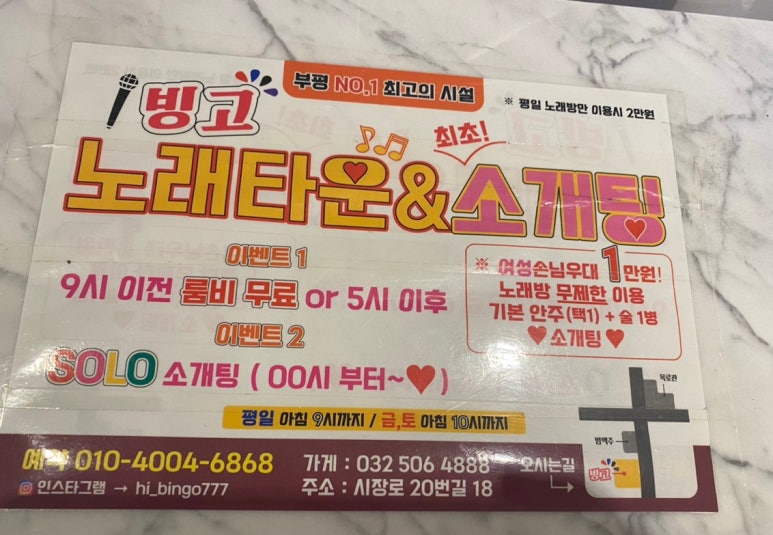 부평 NO.1 최고의 시설
※ 평일 노래방만 이용시 2만원
빙고
최초!
노래타운&소개팅
이벤트 1
9시 이전 룸비 무료 or 5시 이후
이벤트 2
SOLO 소개팅 ( 00시 부터~♥ )
※ 여성손님우대 1만원!
노래방 무제한 이용
기본 안주(택1) + 술 1병
♥ 소개팅 ♥
평일 아침 9시까지 / 금,토 아침 10시까지
목로관
범맥주
빙고
예약 010-4004-6868
가게 : 032 506 4888
오시는길
인스타그램 → hi_bingo777
주소 : 시장로 20번길 18